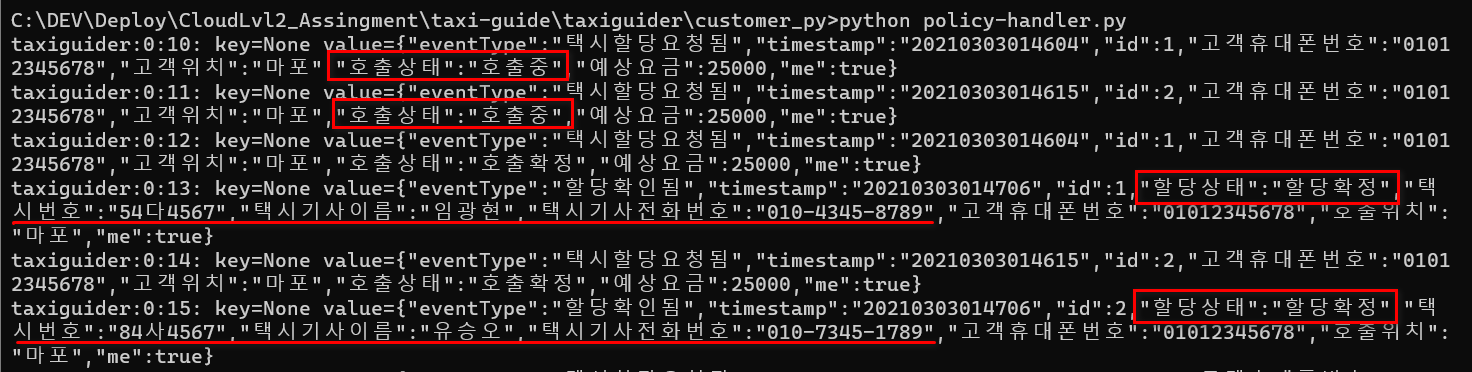 C:\DEV\Deploy\CloudLvl2_Assingment\taxi-guide\taxiguider\customer_py>python policy-handler.py
taxiguider:0:10: key=None value={"eventType":"택시할당요청됨","timestamp":"20210303014604","id":1,"고객휴대폰번호":"0101
2345678","고객위치":"마포" "호출상태":"호출중","예상요금":25000,"me":true}
taxiguider:0:11: key=None value={"eventType":"택시할당요청됨","timestamp":"20210303014615","id":2,"고객휴대폰번호":"0101
2345678","고객위치":"마포","호출상태":"호출중","예상요금":25000,"me":true}
taxiguider:0:12: key=None value={"eventType":"택시할당요청됨","timestamp":"20210303014604","id":1,"고객휴대폰번호":"0101
2345678","고객위치":"마포","호출상태":"호출확정","예상요금":25000,"me":true}
taxiguider:0:13: key=None value={"eventType":"할당확인됨","timestamp":"20210303014706","id":1,"할당상태":"할당확정","택
시번호":"54다4567","택시기사이름":"임광현","택시기사전화번호":"010-4345-8789","고객휴대폰번호":"01012345678","호출위치":
"마포","me":true}
taxiguider:0:14: key=None value={"eventType":"택시할당요청됨","timestamp":"20210303014615","id":2,"고객휴대폰번호":"0101
2345678","고객위치":"마포","호출상태":"호출확정","예상요금":25000,"me":true}
taxiguider:0:15: key=None value={"eventType":"할당확인됨","timestamp":"20210303014706","id":2,"할당상태":"할당확정" "택
시번호":"84사4567","택시기사이름":"유승오","택시기사전화번호":"010-7345-1789","고객휴대폰번호":"01012345678","호출위치":
"마포","me":true}